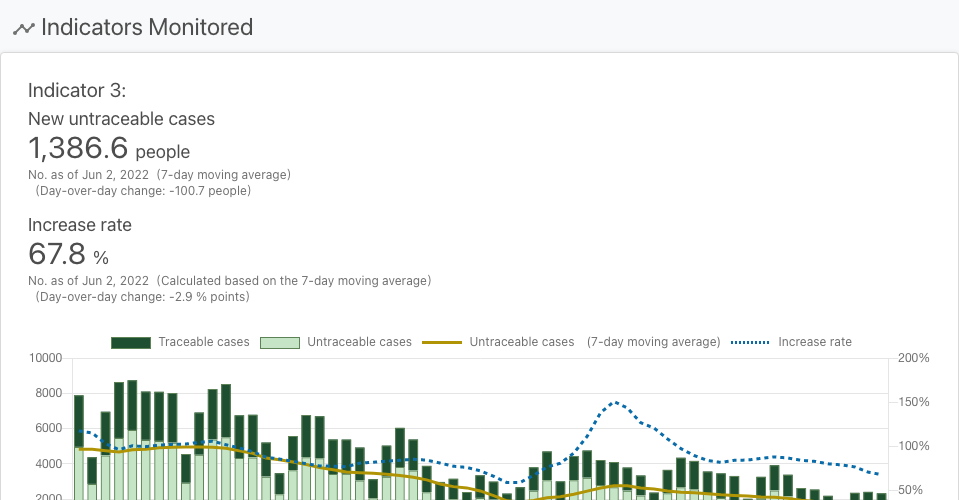 Indicators Monitored
Indicator 3:
New untraceable cases
1,386.6 people
No. as of Jun 2, 2022 (7-day moving average)
(Day-over-day change: -100.7 people)
Increase rate
67.8 %
No. as of Jun 2, 2022 (Calculated based on the 7-day moving average)
(Day-over-day change: -2.9 % points)
Traceable cases Untraceable cases Untraceable cases (7-day moving average) Increase rate
10000 200%
8000
150%
6000
100%
4000
50%
2000